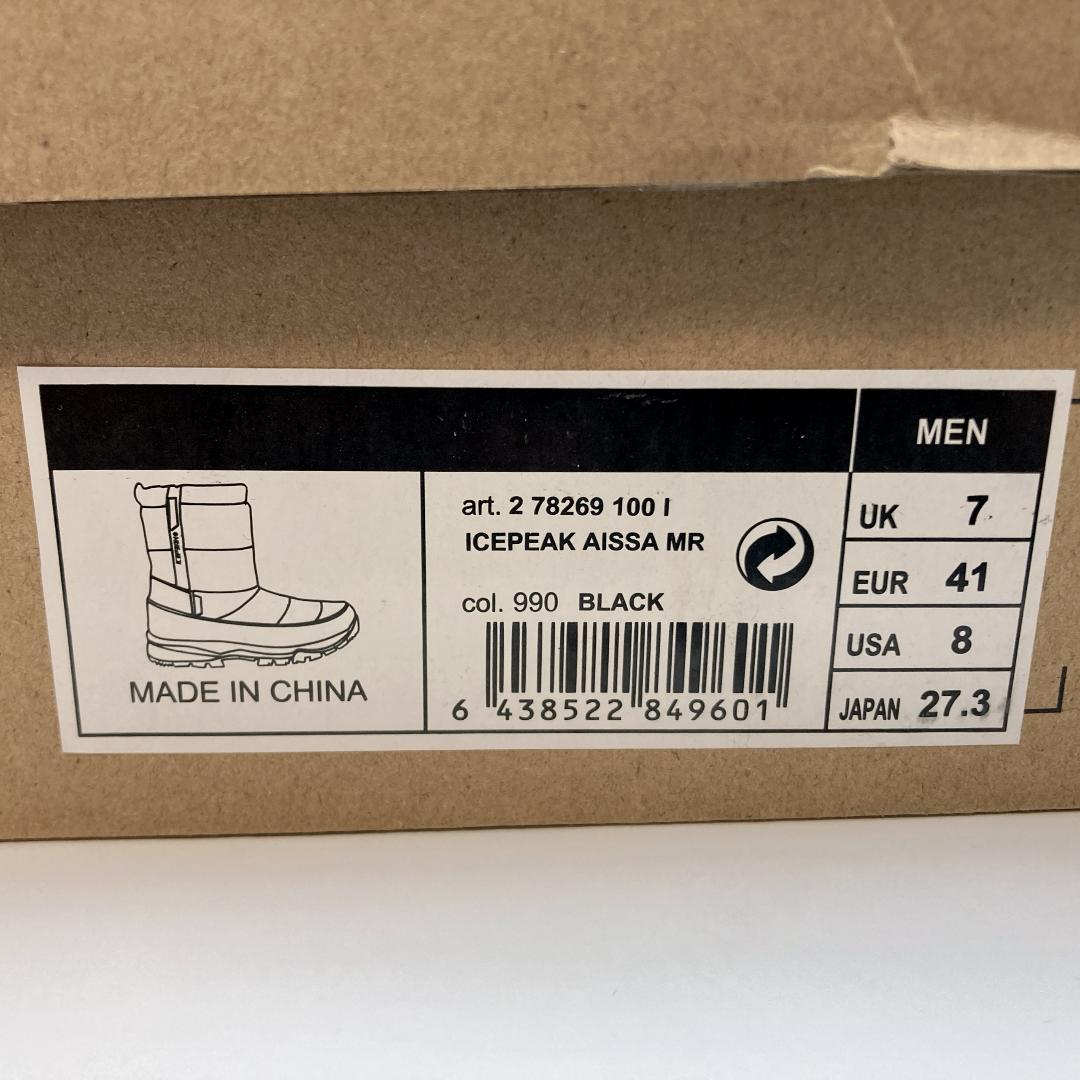 MEN
art. 2 78269 100 I
ICEPEAK AISSA MR
col. 990 BLACK
6 438522 849601
MADE IN CHINA
UK 7
EUR 41
USA 8
JAPAN 27.3